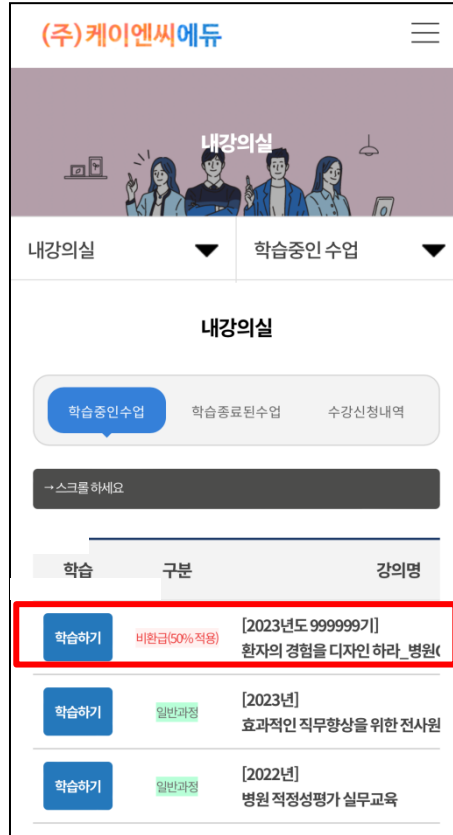 (주)케이엔씨에듀
내강의실
내강의실
학습중인 수업
내강의실
학습중인수업
학습종료된수업
수강신청내역
→ 스크롤 하세요
학습 구분 강의명
학습하기 비환급(50% 적용) [2023년도 999999기]
환자의 경험을 디자인 하라_병원
학습하기 일반과정 [2023년]
효과적인 직무향상을 위한 전사원
학습하기 일반과정 [2022년]
병원 적정성평가 실무교육